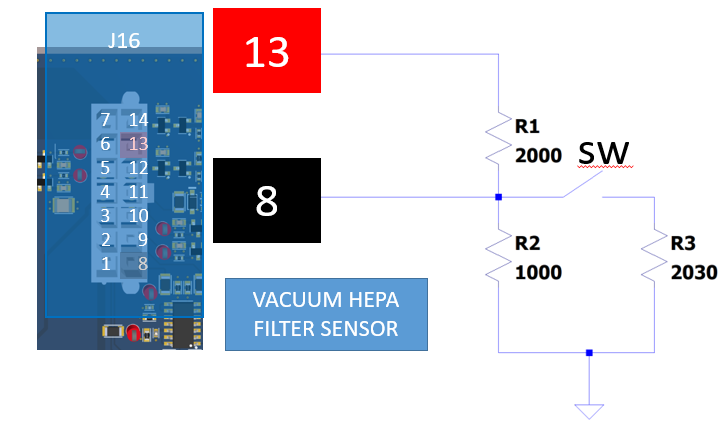 J16
13
7 14
6 13
5 12
4 11
3 10
2 9
1 8
8
R1
2000
SW
R2
1000
R3
2030
VACUUM HEPA
FILTER SENSOR